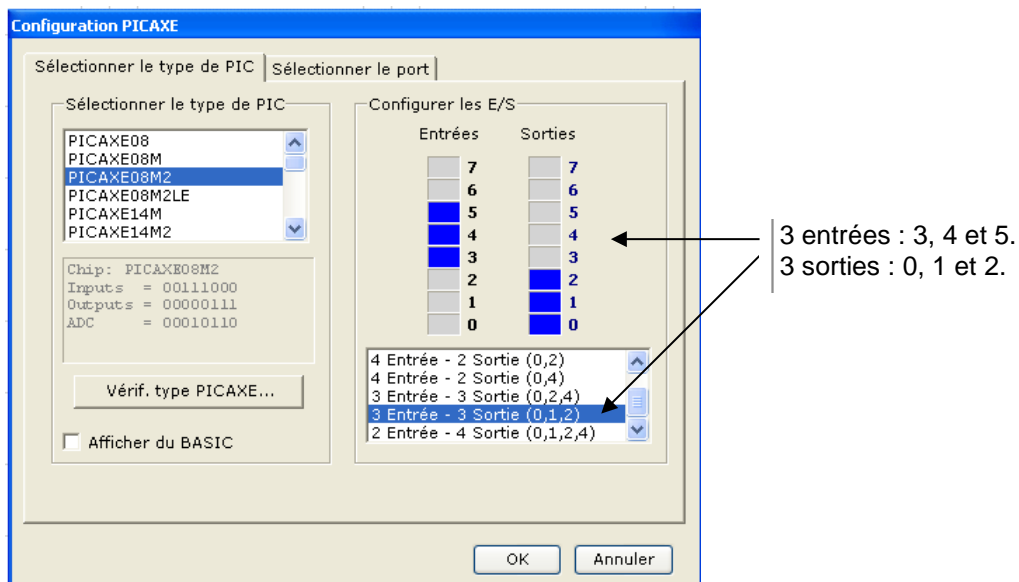 Configuration PICAXE
Sélectionner le type de PIC
Sélectionner le port
Sélectionner le type de PIC
PICAXE08
PICAXE08M
PICAXE08M2
PICAXE08M2LE
PICAXE14M
PICAXE14M2
Chip: PICAXE08M2
Inputs = 00111000
Outputs = 00000111
ADC = 00010110
Vérif. type PICAXE...
Afficher du BASIC
Configurer les E/S
Entrées Sorties
7 7
6 6
5 5
4 4
3 3
2 2
1 1
0 0
4 Entrée - 2 Sortie (0,2)
4 Entrée - 2 Sortie (0,4)
3 Entrée - 3 Sortie (0,2,4)
3 Entrée - 3 Sortie (0,1,2)
2 Entrée - 4 Sortie (0,1,2,4)
3 entrées : 3, 4 et 5.
3 sorties : 0, 1 et 2.
OK
Annuler